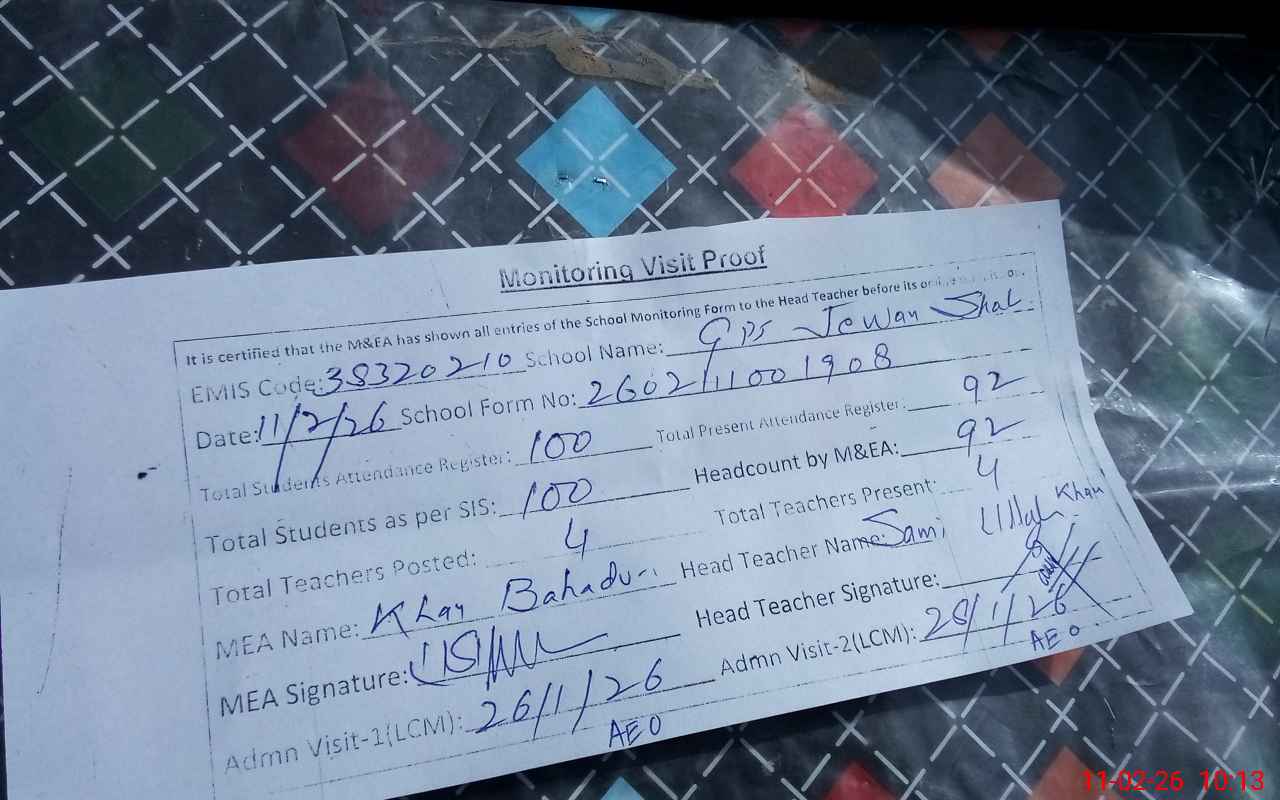 Monitoring Visit Proof
It is certified that the M&EA has shown all entries of the School Monitoring Form to the Head Teacher before its
EMIS Code: 38320210 School Name: GPS Jewan Shal
Date: 11/2/26 School Form No: 26021100 1908
Total Students Attendance Register: 100 Total Present Attendance Register: 92
Total Students as per SIS: 100 Headcount by M&EA: 92
Total Teachers Posted: 4 Total Teachers Present: 4
MEA Name: Khan Bahadur Head Teacher Name: Sami Ullah Khan
MEA Signature: Head Teacher Signature:
Admn Visit-1(LCM): 26/1/26 Admn Visit-2(LCM): 28/1/26
AEO AEO
11-02-26 10:13